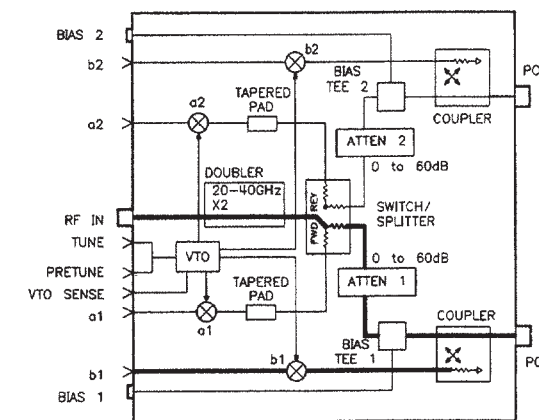 BIAS 2
b2
b2
BIAS
TEE 2
PO
COUPLER
a2
a2
TAPERED
PAD
ATTEN 2
0 to 60dB
DOUBLER
20-40GHz
X2
REV
FWD
SWITCH/
SPLITTER
RF IN
TUNE
VTO
PRETUNE
VTO SENSE
TAPERED
PAD
0 to 60dB
ATTEN 1
a1
a1
COUPLER
BIAS
TEE 1
PO
b1
b1
BIAS 1